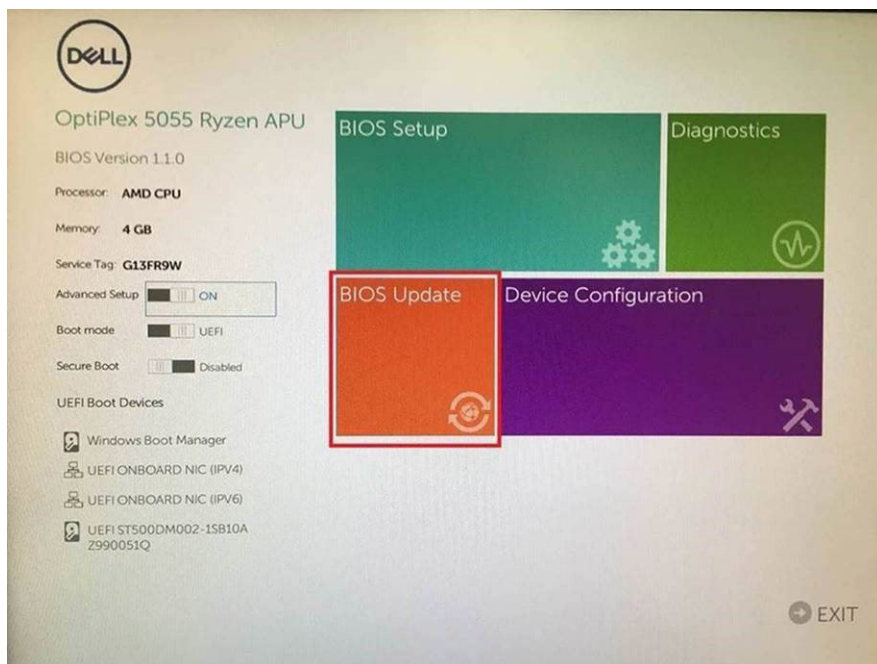 DELL
OptiPlex 5055 Ryzen APU
BIOS Version 1.1.0
Processor: AMD CPU
Memory: 4 GB
Service Tag: G13FR9W
Advanced Setup ON
Boot mode UEFI
Secure Boot Disabled
UEFI Boot Devices
Windows Boot Manager
UEFI ONBOARD NIC (IPV4)
UEFI ONBOARD NIC (IPV6)
UEFI ST500DM002-1SB10A
Z990051Q
BIOS Setup
Diagnostics
BIOS Update
Device Configuration
EXIT